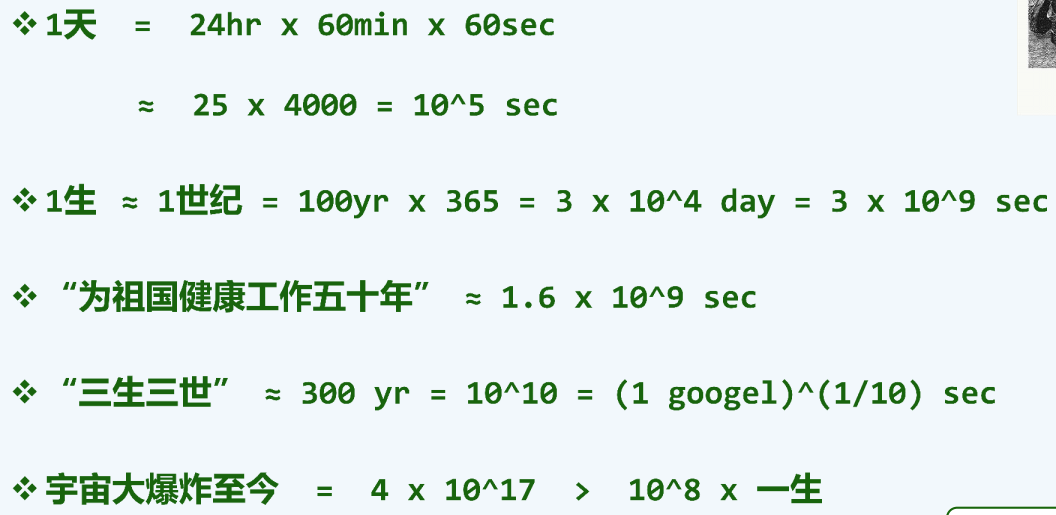 ❖ 1天 = 24hr x 60min x 60sec
≈ 25 x 4000 = 10^5 sec
❖ 1生 ≈ 1世纪 = 100yr x 365 = 3 x 10^4 day = 3 x 10^9 sec
❖ “为祖国健康工作五十年” ≈ 1.6 x 10^9 sec
❖ “三生三世” ≈ 300 yr = 10^10 = (1 googel)^(1/10) sec
❖ 宇宙大爆炸至今 = 4 x 10^17 > 10^8 x 一生